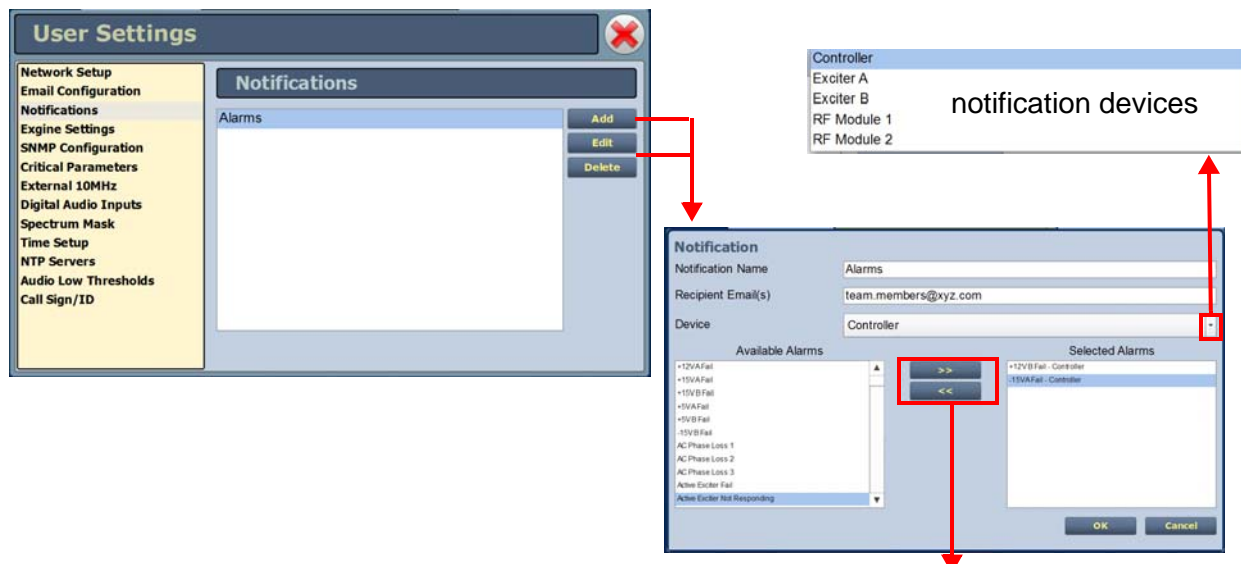 User Settings
Network Setup
Email Configuration
Notifications
Exgine Settings
SNMP Configuration
Critical Parameters
External 10MHz
Digital Audio Inputs
Spectrum Mask
Time Setup
NTP Servers
Audio Low Thresholds
Call Sign/ID
Notifications
Alarms
Add
Edit
Delete
Controller
Exciter A
Exciter B
RF Module 1
RF Module 2
notification devices
Notification
Notification Name Alarms
Recipient Email(s) team.members@xyz.com
Device Controller
Available Alarms
+12VA Fail
+15VA Fail
+15VB Fail
+5VA Fail
+5VB Fail
-15VB Fail
AC Phase Loss 1
AC Phase Loss 2
AC Phase Loss 3
Active Exciter Fail
Active Exciter Not Responding
>>
<<
Selected Alarms
+12VB Fail - Controller
-15VA Fail - Controller
OK Cancel